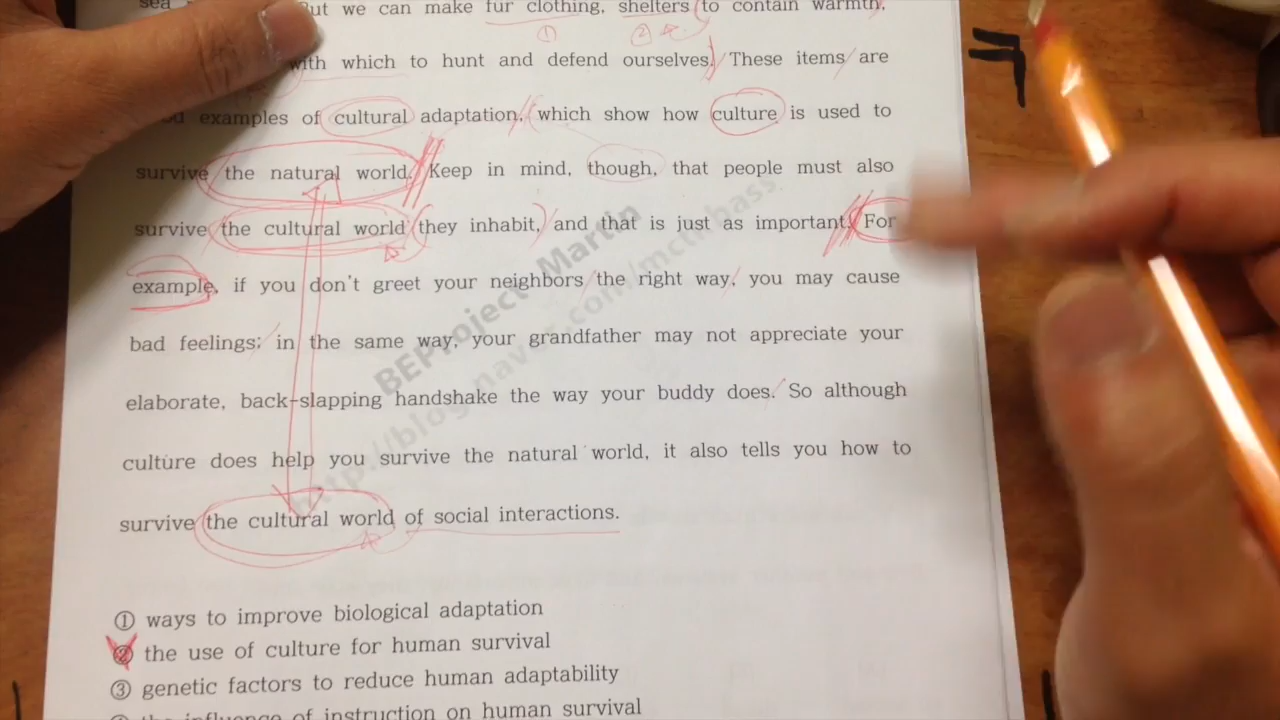 But we can make fur clothing, shelters to contain warmth,
① ②
with which to hunt and defend ourselves. These items are
examples of cultural adaptation, which show how culture is used to
survive the natural world. Keep in mind, though, that people must also
survive the cultural world they inhabit, and that is just as important. For
example, if you don't greet your neighbors the right way, you may cause
bad feelings; in the same way, your grandfather may not appreciate your
elaborate, back-slapping handshake the way your buddy does. So although
culture does help you survive the natural world, it also tells you how to
survive the cultural world of social interactions.
BEProject Martin
http://blog.naver.com/mctinbass
① ways to improve biological adaptation
② the use of culture for human survival
③ genetic factors to reduce human adaptability
the influence of instruction on human survival